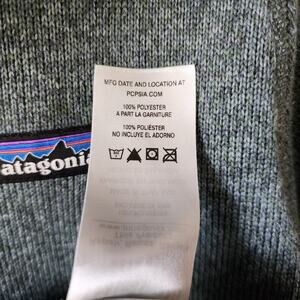 MFG DATE AND LOCATION AT
PCPSIA.COM
100% POLYESTER
A PART LA GARNITURE
100% POLIÉSTER
NO INCLUYE EL ADORNO
patagonia